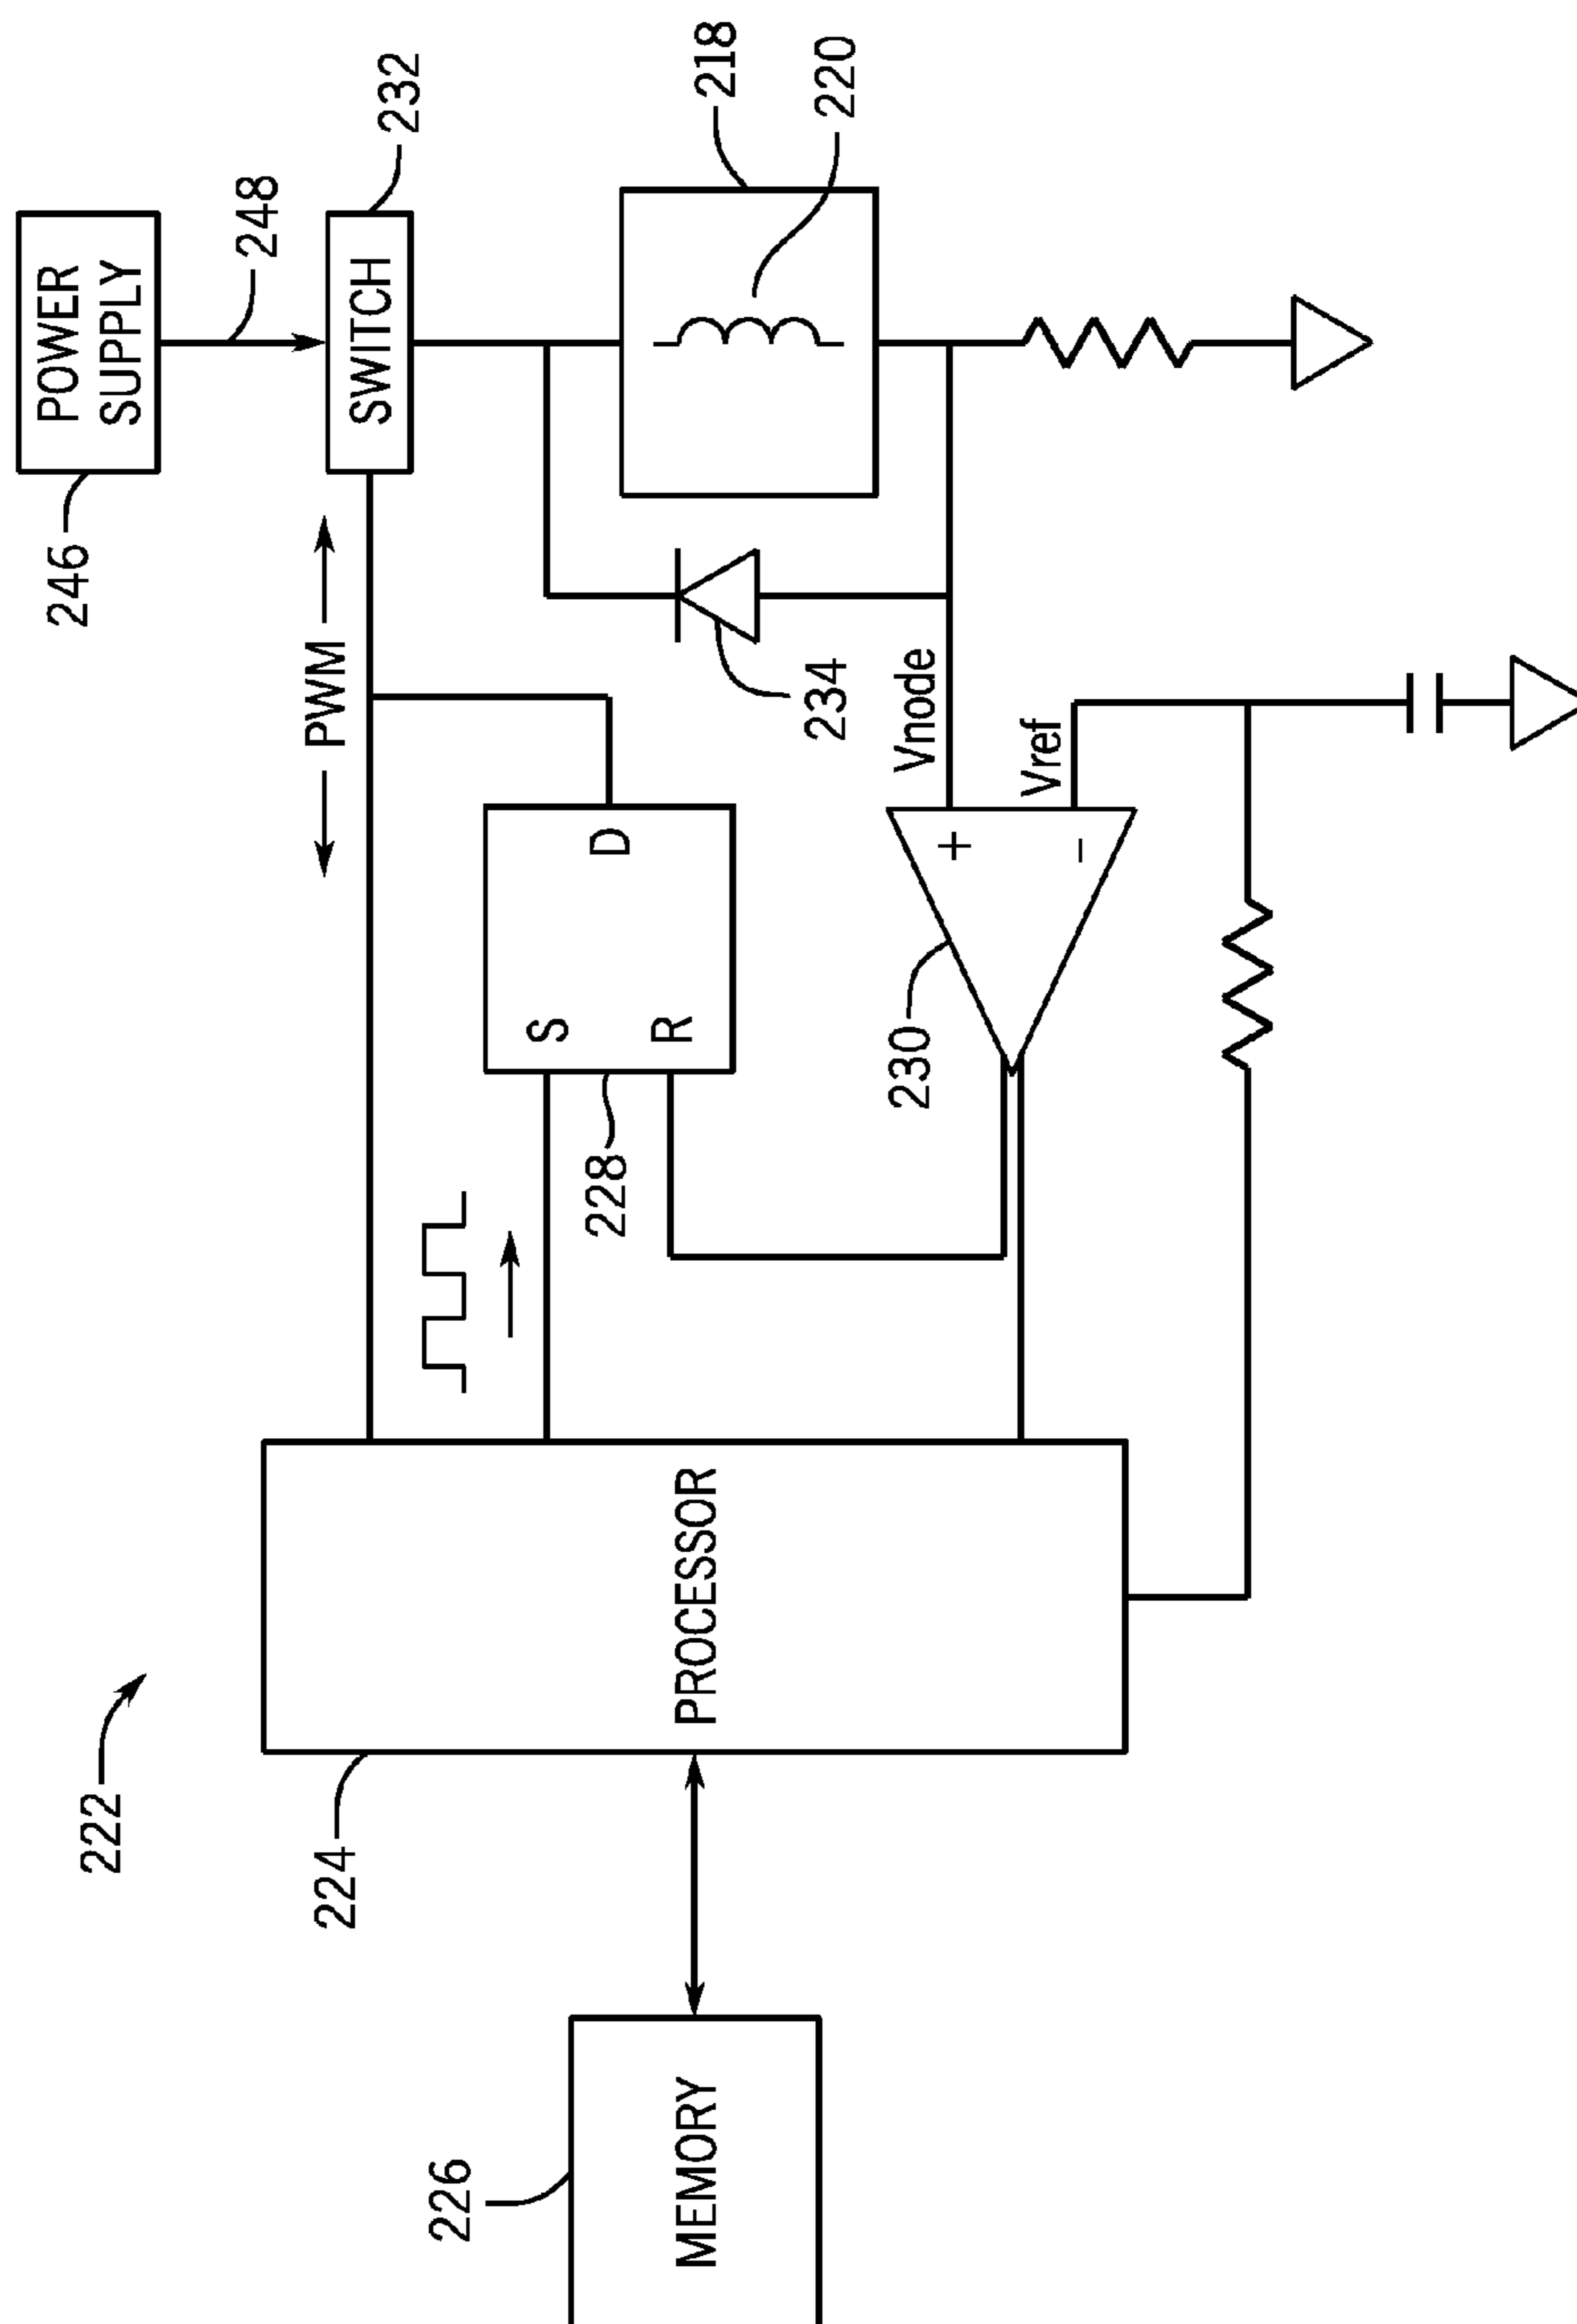 POWER
SUPPLY
246
248
232
SWITCH
PWM
218
220
234
S
R
D
228
Vnode
Vref
+
−
230
222
224
PROCESSOR
226
MEMORY